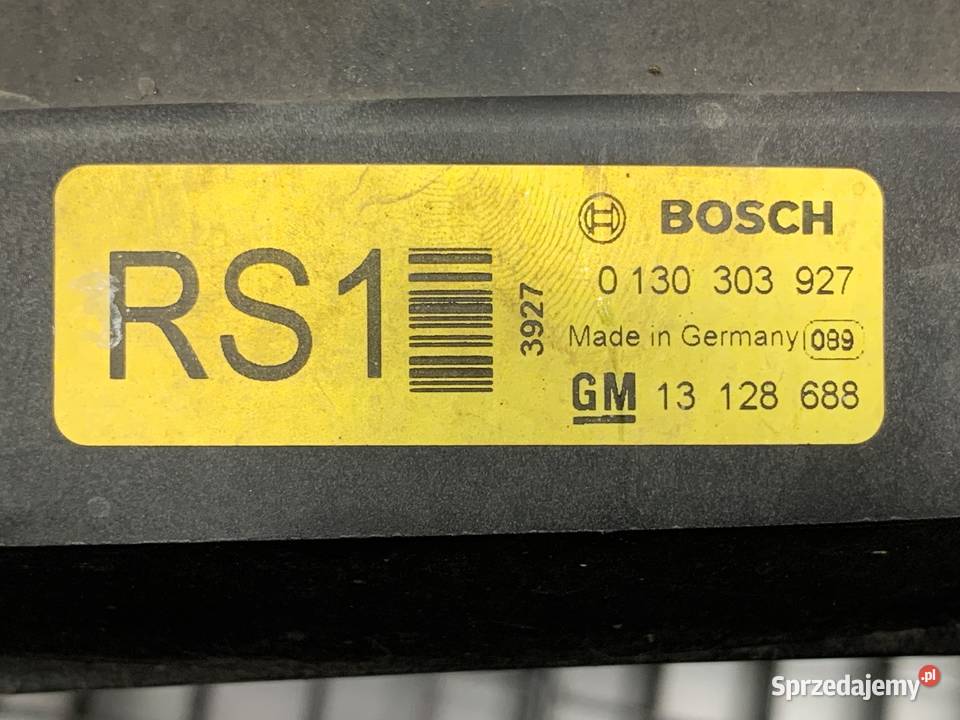 RS1
3927
BOSCH
0 130 303 927
Made in Germany 089
GM 13 128 688
Sprzedajemy.pl